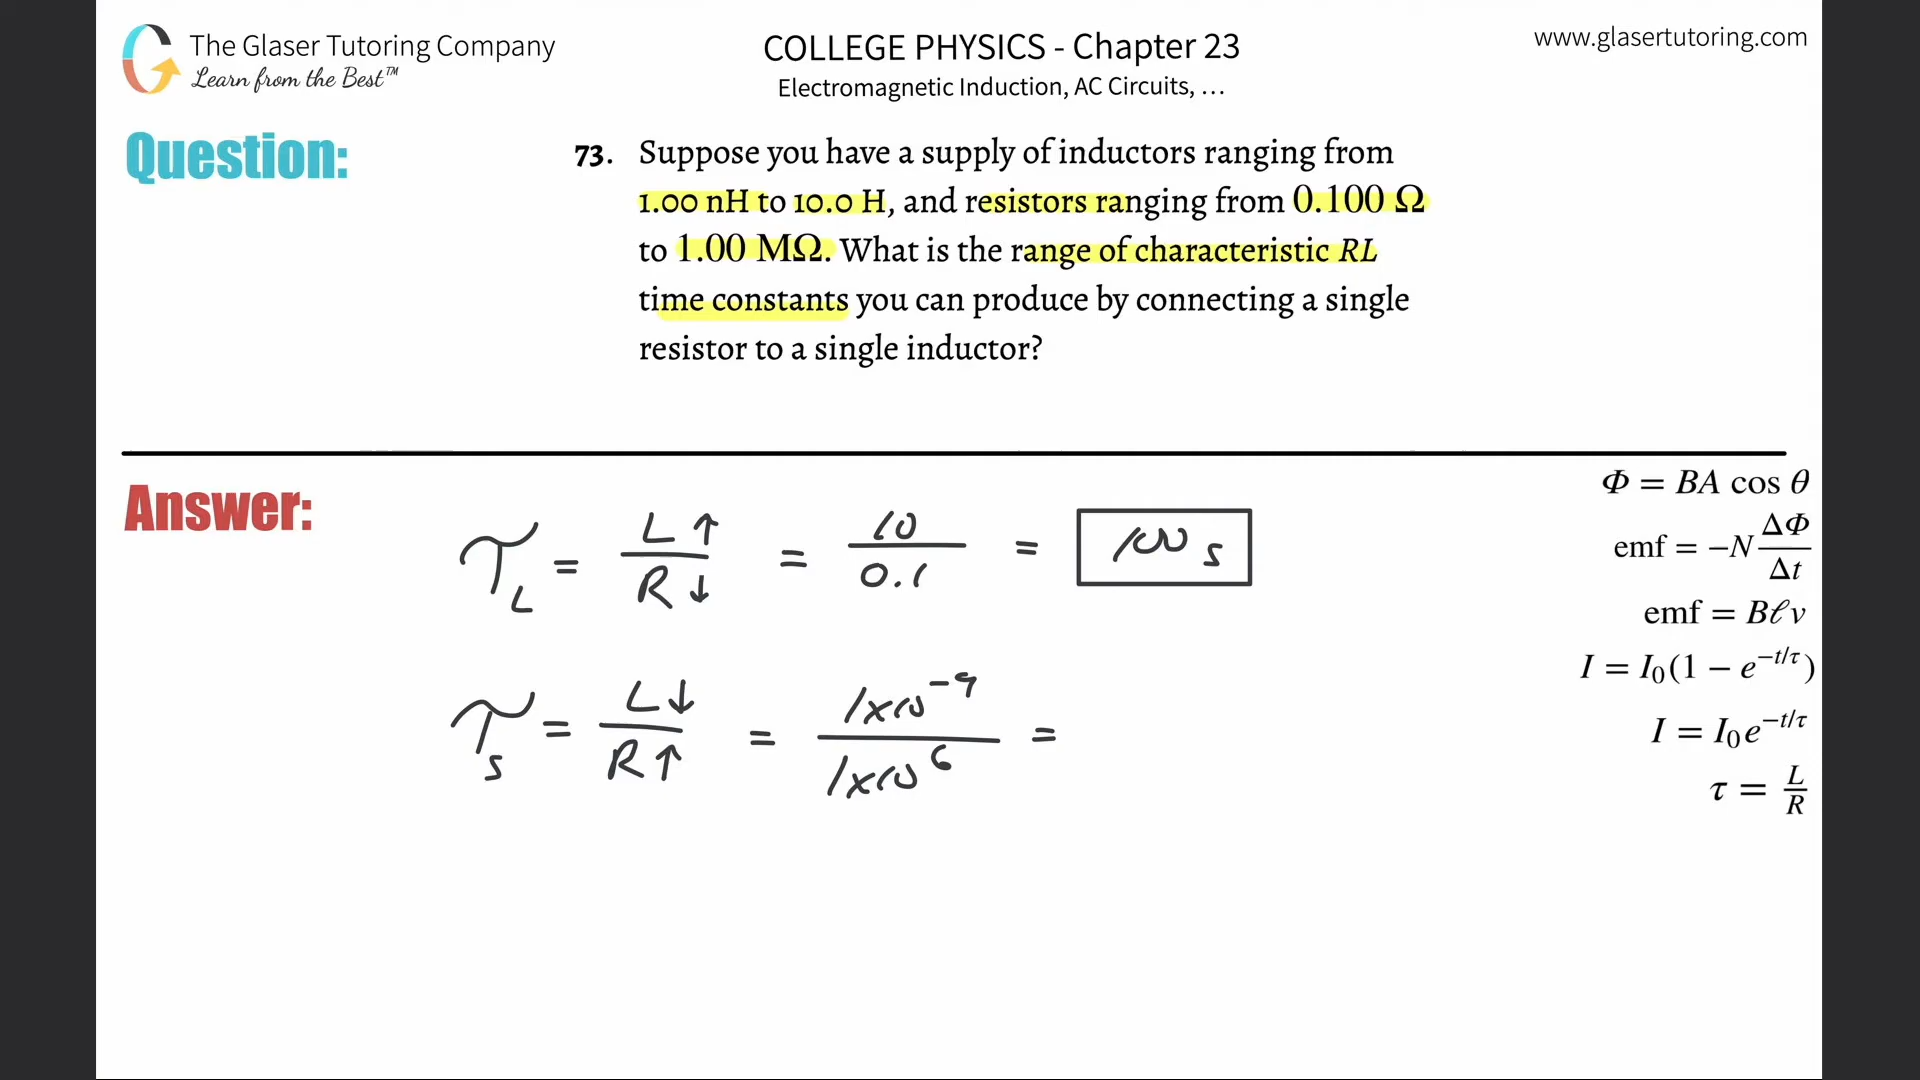 The Glaser Tutoring Company
Learn from the Best™
COLLEGE PHYSICS - Chapter 23
Electromagnetic Induction, AC Circuits, …
www.glasertutoring.com
Question:
73. Suppose you have a supply of inductors ranging from
1.00 nH to 10.0 H, and resistors ranging from 0.100 Ω
to 1.00 MΩ. What is the range of characteristic RL
time constants you can produce by connecting a single
resistor to a single inductor?
Answer:
τ_L = L↑ / R↓ = 10 / 0.1 = 100 s
τ_s = L↓ / R↑ = 1x10^-9 / 1x10^6 =
Φ = BA cos θ
emf = −N ΔΦ / Δt
emf = Bℓv
I = I₀(1 − e^−t/τ)
I = I₀e^−t/τ
τ = L / R